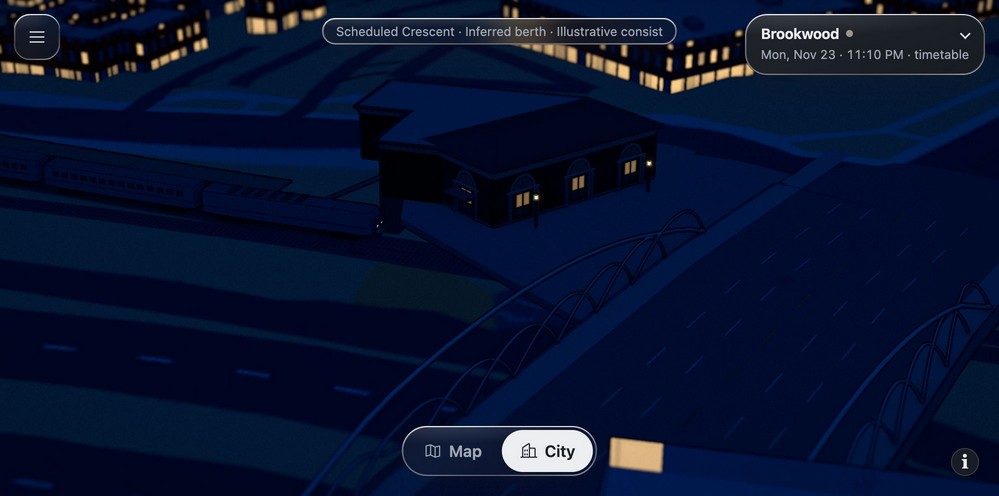 Scheduled Crescent · Inferred berth · Illustrative consist
Brookwood
Mon, Nov 23 · 11:10 PM · timetable
Map
City
i